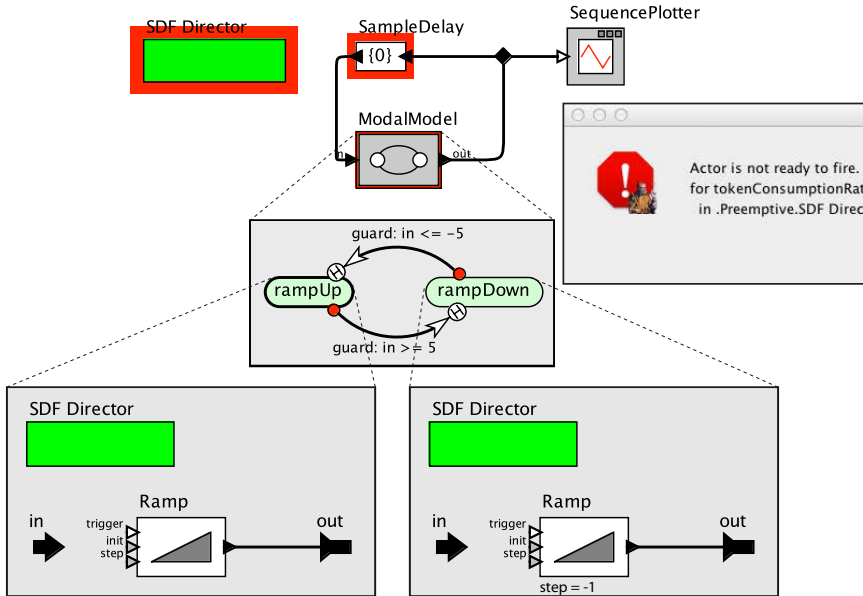 SDF Director
SampleDelay
SequencePlotter
{0}
ModalModel
out
Actor is not ready to fire.
for tokenConsumptionRat
in .Preemptive.SDF Direc
guard: in <= -5
rampUp
rampDown
guard: in >= 5
SDF Director
SDF Director
Ramp
Ramp
in
trigger
init
step
out
in
trigger
init
step
out
step = -1